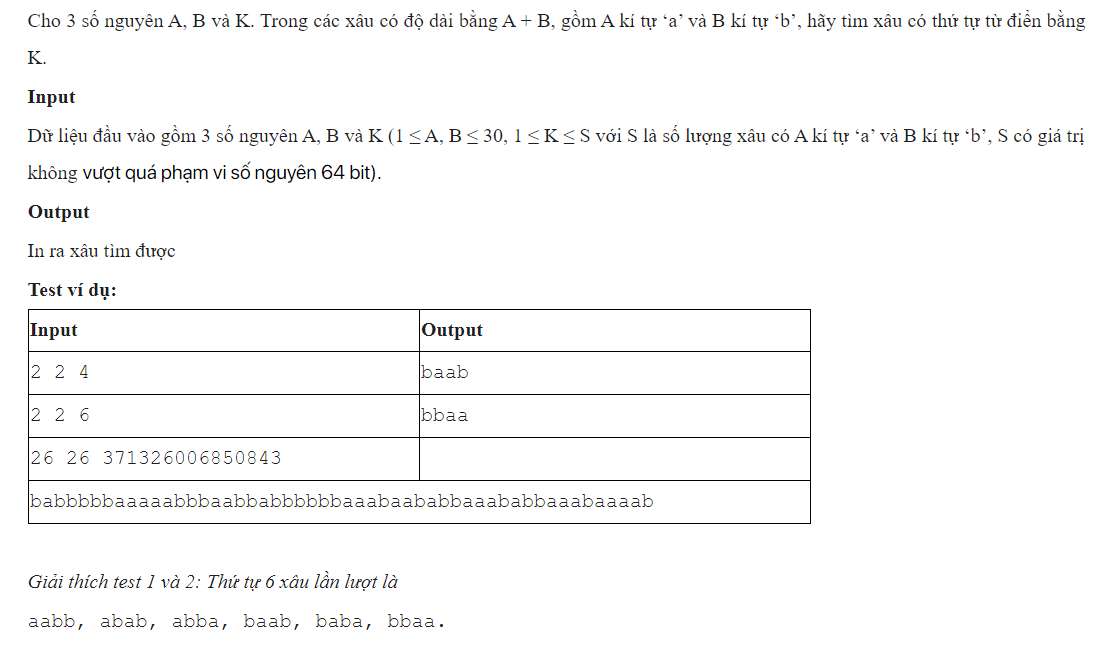 Cho 3 số nguyên A, B và K. Trong các xâu có độ dài bằng A + B, gồm A kí tự ‘a’ và B kí tự ‘b’, hãy tìm xâu có thứ tự từ điển bằng
K.
Input
Dữ liệu đầu vào gồm 3 số nguyên A, B và K (1 ≤ A, B ≤ 30, 1 ≤ K ≤ S với S là số lượng xâu có A kí tự ‘a’ và B kí tự ‘b’, S có giá trị
không vượt quá phạm vi số nguyên 64 bit).
Output
In ra xâu tìm được
Test ví dụ:
Input Output
2 2 4 baab
2 2 6 bbaa
26 26 371326006850843
babbbbbaaaaabbbaabbabbbbbbaaabaababbaaababbaaabaaaab
Giải thích test 1 và 2: Thứ tự 6 xâu lần lượt là
aabb, abab, abba, baab, baba, bbaa.